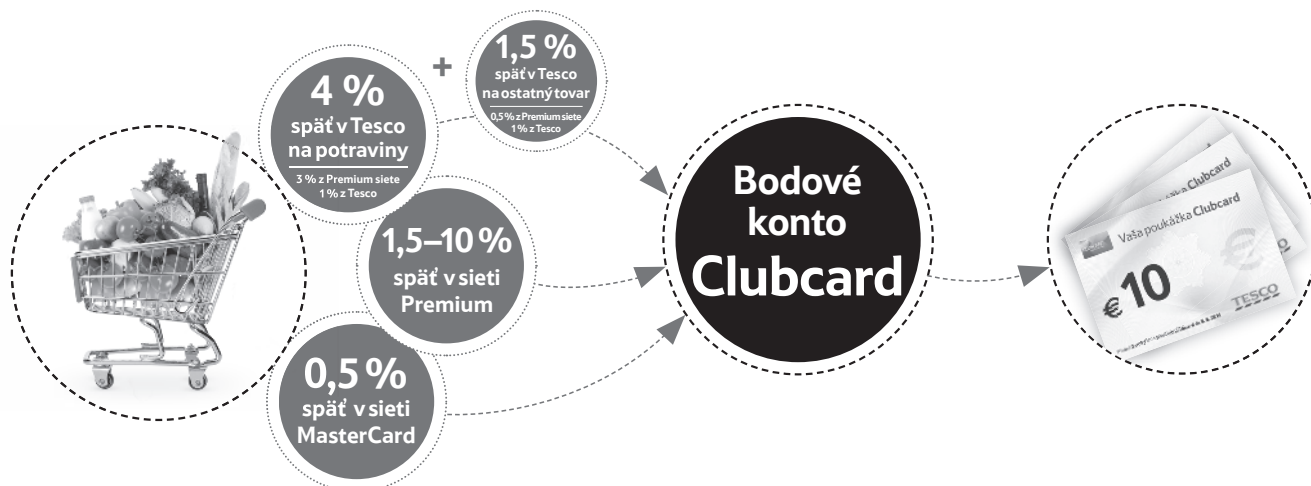 4 %
späť v Tesco
na potraviny
3 % z Premium siete
1 % z Tesco
+
1,5 %
späť v Tesco
na ostatný tovar
0,5 % z Premium siete
1 % z Tesco
1,5–10 %
späť v sieti
Premium
0,5 %
späť v sieti
MasterCard
Bodové
konto
Clubcard
Vaša poukážka Clubcard
€10
TESCO